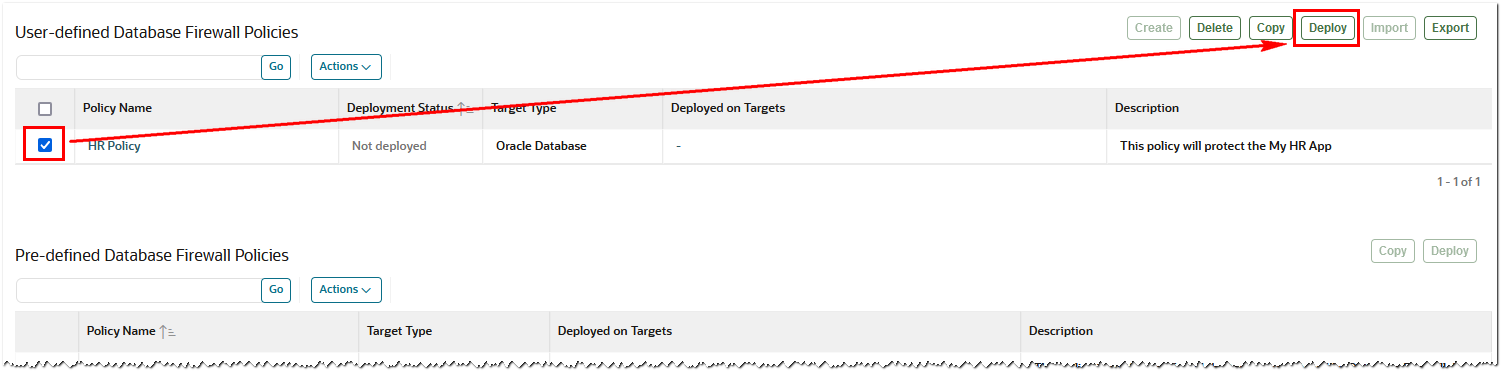 User-defined Database Firewall Policies
Create Delete Copy Deploy Import Export
Go Actions
Policy Name Deployment Status Target Type Deployed on Targets Description
HR Policy Not deployed Oracle Database - This policy will protect the My HR App
1 - 1 of 1
Pre-defined Database Firewall Policies
Copy Deploy
Go Actions
Policy Name Target Type Deployed on Targets Description